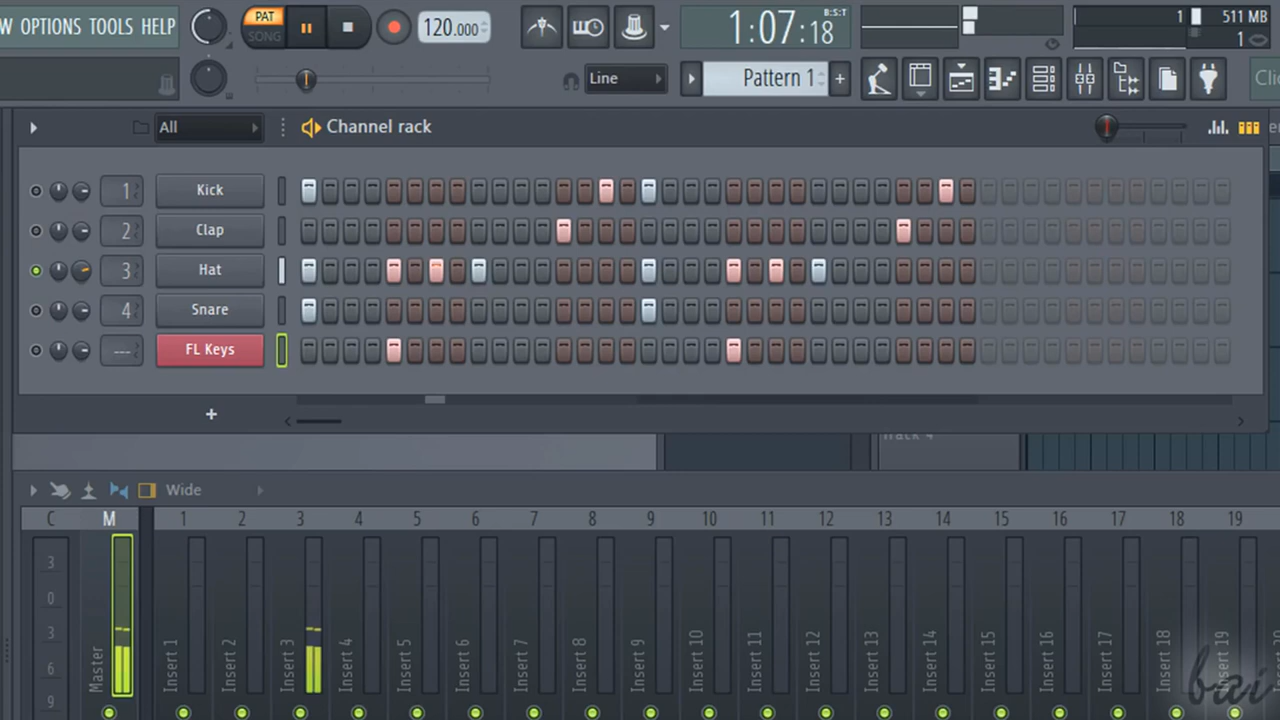 W OPTIONS TOOLS HELP
PAT
SONG
120.000
1:07:18
B:S:T
1
511 MB
1
Line
Pattern 1
+
Clic
All
Channel rack
1 Kick
2 Clap
3 Hat
4 Snare
--- FL Keys
+
Track 4
Wide
C M 1 2 3 4 5 6 7 8 9 10 11 12 13 14 15 16 17 18 19
3
0
3
6
9
Master
Insert 1
Insert 2
Insert 3
Insert 4
Insert 5
Insert 6
Insert 7
Insert 8
Insert 9
Insert 10
Insert 11
Insert 12
Insert 13
Insert 14
Insert 15
Insert 16
Insert 17
Insert 18
Insert 19
bai